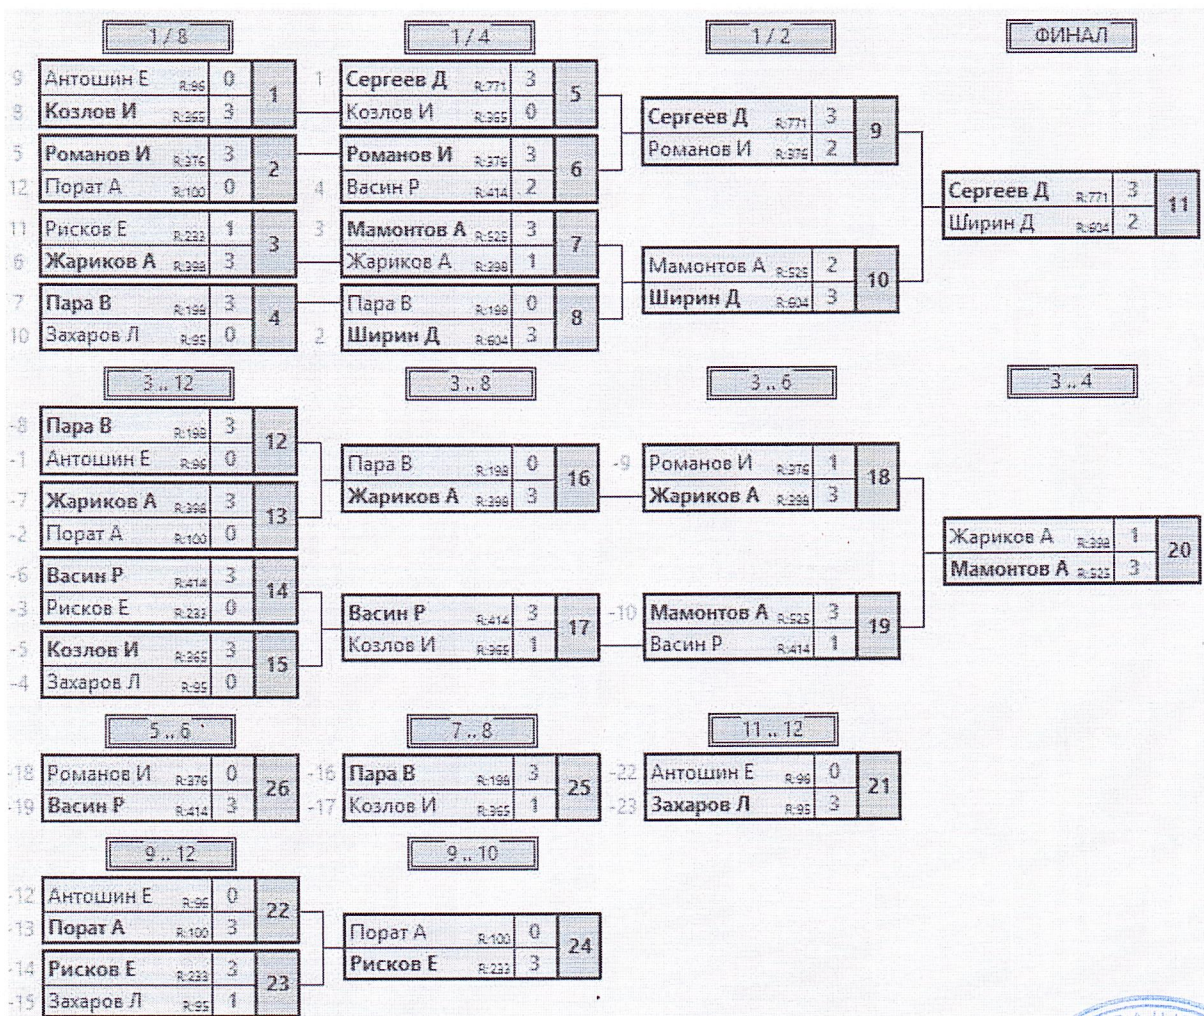 1 / 8 1 / 4 1 / 2 ФИНАЛ
9 Антошин Е R:96 0 1
8 Козлов И R:365 3
1 Сергеев Д R:771 3 5
Козлов И R:365 0
Сергеев Д R:771 3 9
Романов И R:376 2
5 Романов И R:376 3 2
12 Порат А R:100 0
Романов И R:376 3 6
4 Васин Р R:414 2
Сергеев Д R:771 3 11
Ширин Д R:604 2
11 Рисков Е R:233 1 3
6 Жариков А R:398 3
3 Мамонтов А R:525 3 7
Жариков А R:398 1
Мамонтов А R:525 2 10
Ширин Д R:604 3
7 Пара В R:198 3 4
10 Захаров Л R:95 0
Пара В R:198 0 8
2 Ширин Д R:604 3
3 .. 12 3 .. 8 3 .. 6 3 .. 4
-8 Пара В R:198 3 12
-1 Антошин Е R:96 0
Пара В R:198 0 16
Жариков А R:398 3
-9 Романов И R:376 1 18
Жариков А R:398 3
-7 Жариков А R:398 3 13
-2 Порат А R:100 0
Жариков А R:398 1 20
Мамонтов А R:525 3
-6 Васин Р R:414 3 14
-3 Рисков Е R:233 0
Васин Р R:414 3 17
Козлов И R:365 1
-10 Мамонтов А R:525 3 19
Васин Р R:414 1
-5 Козлов И R:365 3 15
-4 Захаров Л R:95 0
5 .. 6 7 .. 8 11 .. 12
-18 Романов И R:376 0 26
-19 Васин Р R:414 3
-16 Пара В R:198 3 25
-17 Козлов И R:365 1
-22 Антошин Е R:96 0 21
-23 Захаров Л R:95 3
9 .. 12 9 .. 10
-12 Антошин Е R:96 0 22
-13 Порат А R:100 3
Порат А R:100 0 24
Рисков Е R:233 3
-14 Рисков Е R:233 3 23
-15 Захаров Л R:95 1